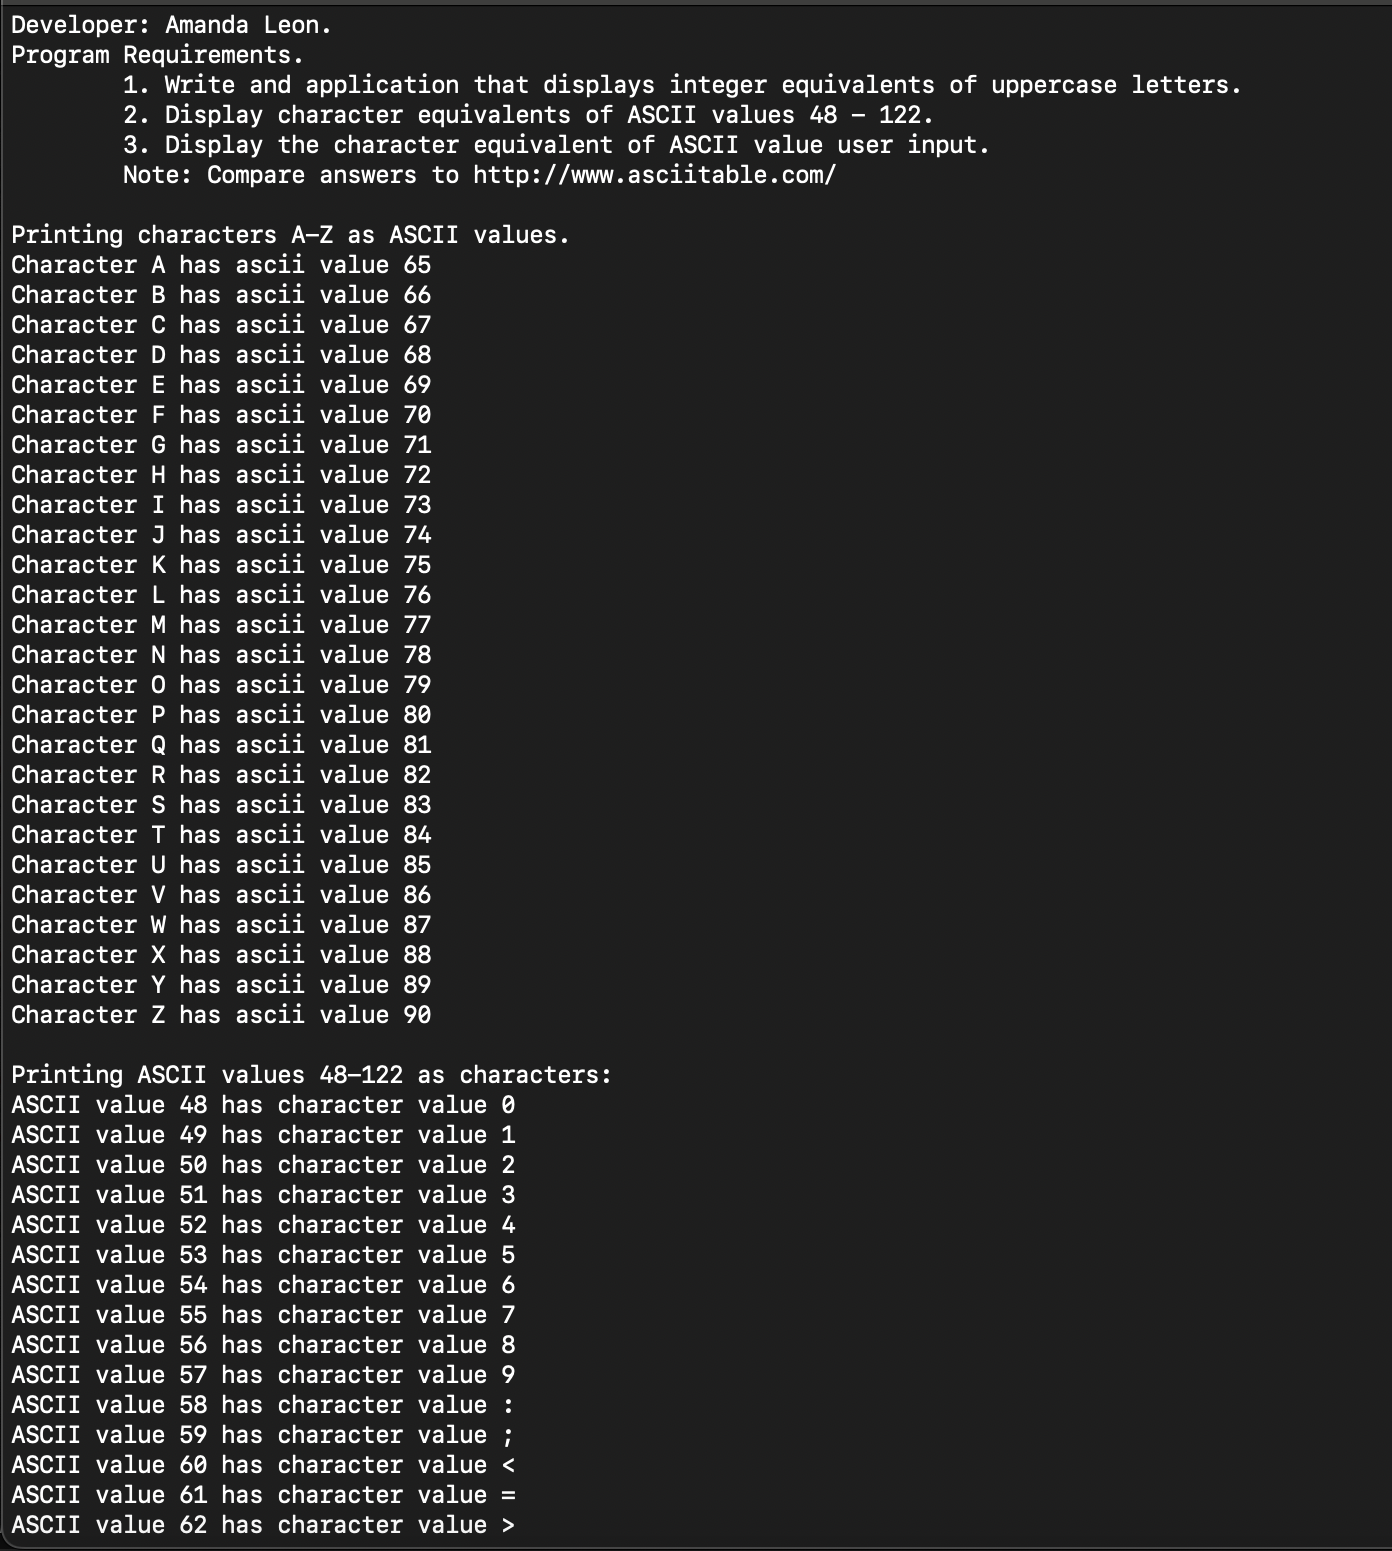 Developer: Amanda Leon.
Program Requirements.
1. Write and application that displays integer equivalents of uppercase letters.
2. Display character equivalents of ASCII values 48 – 122.
3. Display the character equivalent of ASCII value user input.
Note: Compare answers to http://www.asciitable.com/
Printing characters A–Z as ASCII values.
Character A has ascii value 65
Character B has ascii value 66
Character C has ascii value 67
Character D has ascii value 68
Character E has ascii value 69
Character F has ascii value 70
Character G has ascii value 71
Character H has ascii value 72
Character I has ascii value 73
Character J has ascii value 74
Character K has ascii value 75
Character L has ascii value 76
Character M has ascii value 77
Character N has ascii value 78
Character O has ascii value 79
Character P has ascii value 80
Character Q has ascii value 81
Character R has ascii value 82
Character S has ascii value 83
Character T has ascii value 84
Character U has ascii value 85
Character V has ascii value 86
Character W has ascii value 87
Character X has ascii value 88
Character Y has ascii value 89
Character Z has ascii value 90
Printing ASCII values 48–122 as characters:
ASCII value 48 has character value 0
ASCII value 49 has character value 1
ASCII value 50 has character value 2
ASCII value 51 has character value 3
ASCII value 52 has character value 4
ASCII value 53 has character value 5
ASCII value 54 has character value 6
ASCII value 55 has character value 7
ASCII value 56 has character value 8
ASCII value 57 has character value 9
ASCII value 58 has character value :
ASCII value 59 has character value ;
ASCII value 60 has character value <
ASCII value 61 has character value =
ASCII value 62 has character value >